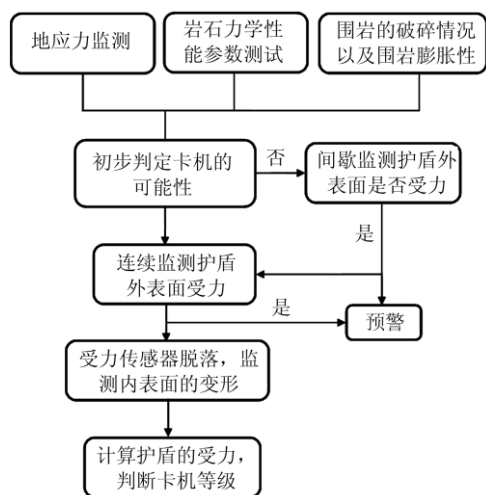 地应力监测
岩石力学性
能参数测试
围岩的破碎情况
以及围岩膨胀性
初步判定卡机的
可能性
否
间歇监测护盾外
表面是否受力
是
连续监测护盾
外表面受力
是
预警
受力传感器脱落，监
测内表面的变形
计算护盾的受力，
判断卡机等级